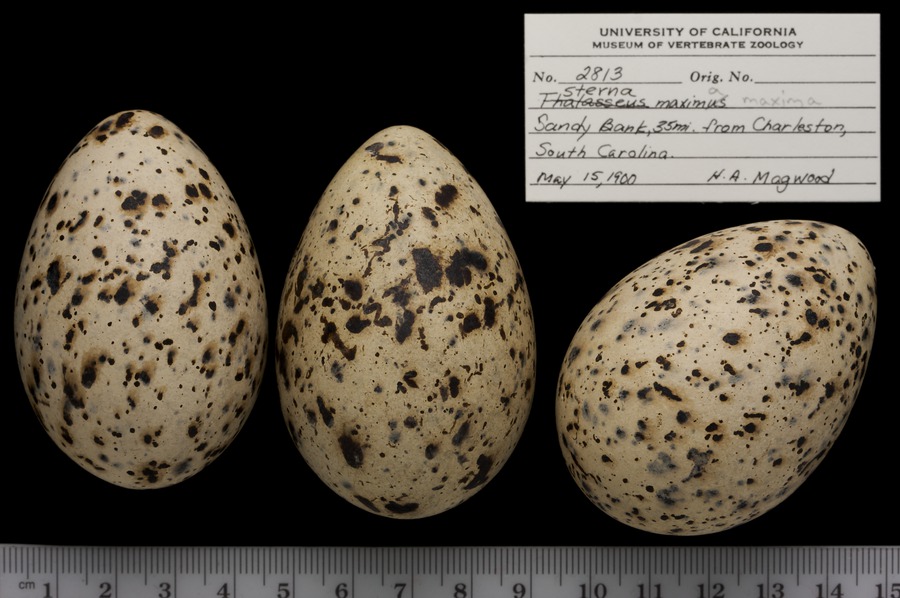 UNIVERSITY OF CALIFORNIA
MUSEUM OF VERTEBRATE ZOOLOGY
No. 2813 Orig. No.
Sterna
Thalasseus maximus a maxima
Sandy Bank, 35mi. from Charleston,
South Carolina.
May 15, 1900 N.A. Magwood
cm 1 2 3 4 5 6 7 8 9 10 11 12 13 14 15